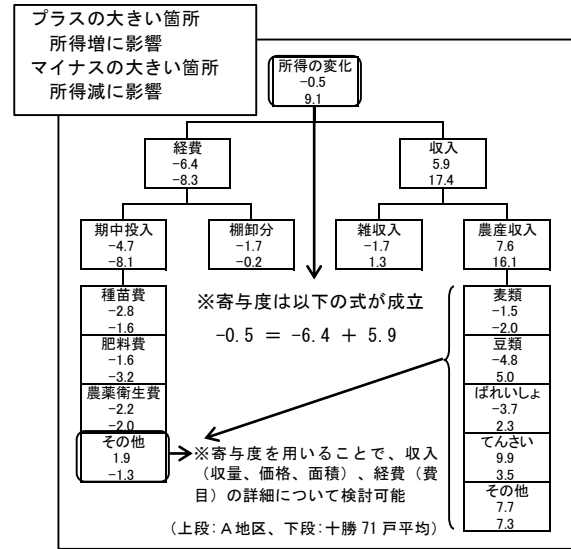 プラスの大きい箇所
所得増に影響
マイナスの大きい箇所
所得減に影響
所得の変化
-0.5
9.1
経費
-6.4
-8.3
収入
5.9
17.4
期中投入
-4.7
-8.1
棚卸分
-1.7
-0.2
雑収入
-1.7
1.3
農産収入
7.6
16.1
種苗費
-2.8
-1.6
肥料費
-1.6
-3.2
農薬衛生費
-2.2
-2.0
その他
1.9
-1.3
※寄与度は以下の式が成立
-0.5 = -6.4 + 5.9
麦類
-1.5
-2.0
豆類
-4.8
5.0
ばれいしょ
-3.7
2.3
てんさい
9.9
3.5
その他
7.7
7.3
※寄与度を用いることで、収入
（収量、価格、面積）、経費（費
目）の詳細について検討可能
（上段：Ａ地区、下段：十勝 71 戸平均）